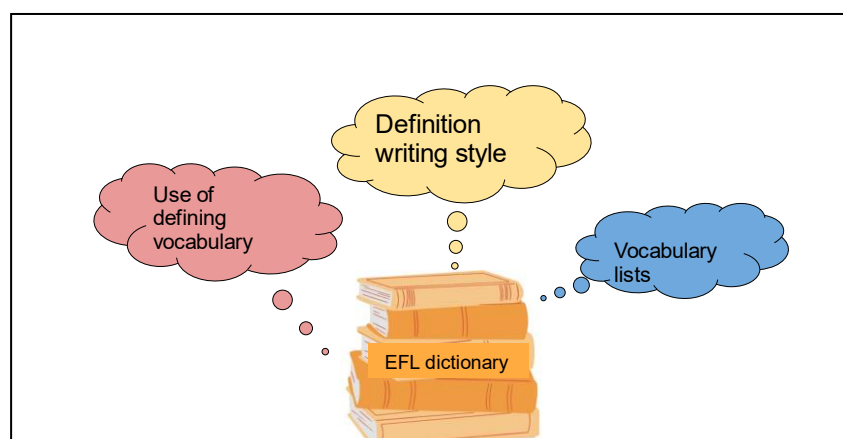 Definition
writing style
Use of
defining
vocabulary
Vocabulary
lists
EFL dictionary